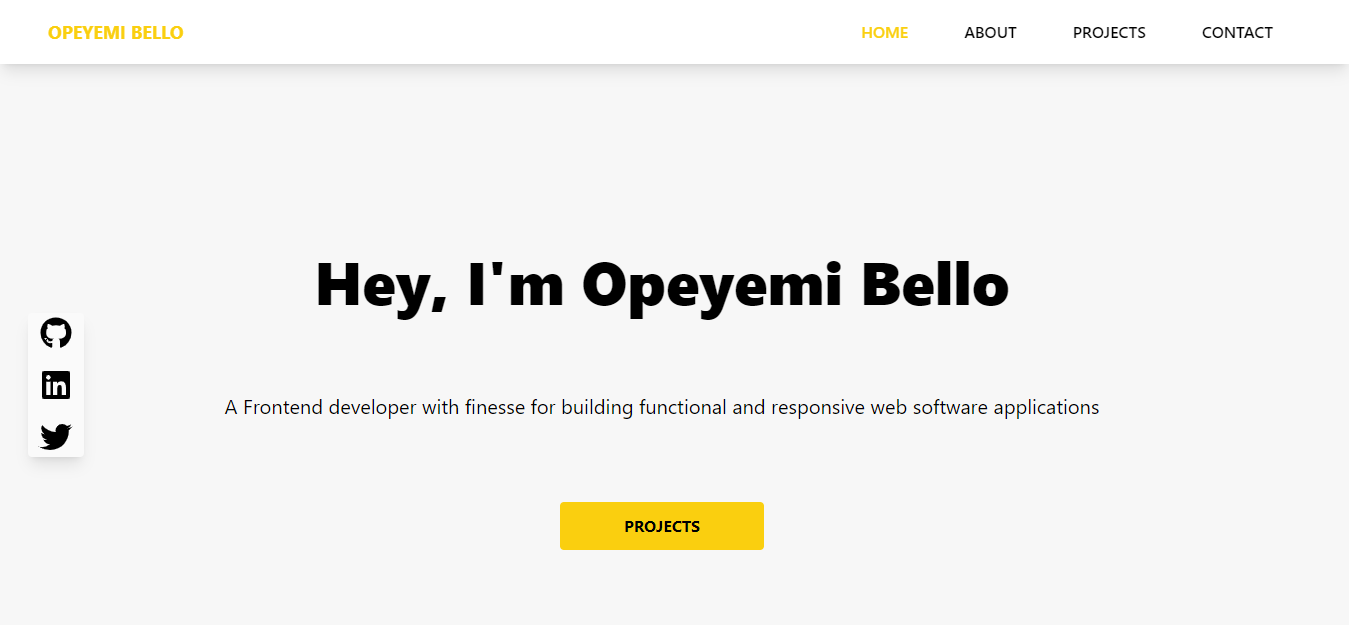 OPEYEMI BELLO
HOME ABOUT PROJECTS CONTACT
Hey, I'm Opeyemi Bello
in
A Frontend developer with finesse for building functional and responsive web software applications
PROJECTS